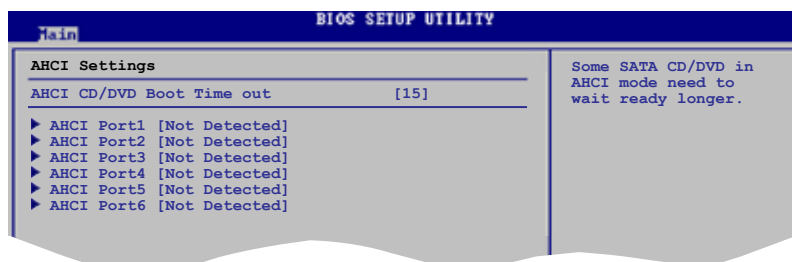 BIOS SETUP UTILITY
Main
AHCI Settings
AHCI CD/DVD Boot Time out [15]
AHCI Port1 [Not Detected]
AHCI Port2 [Not Detected]
AHCI Port3 [Not Detected]
AHCI Port4 [Not Detected]
AHCI Port5 [Not Detected]
AHCI Port6 [Not Detected]
Some SATA CD/DVD in
AHCI mode need to
wait ready longer.